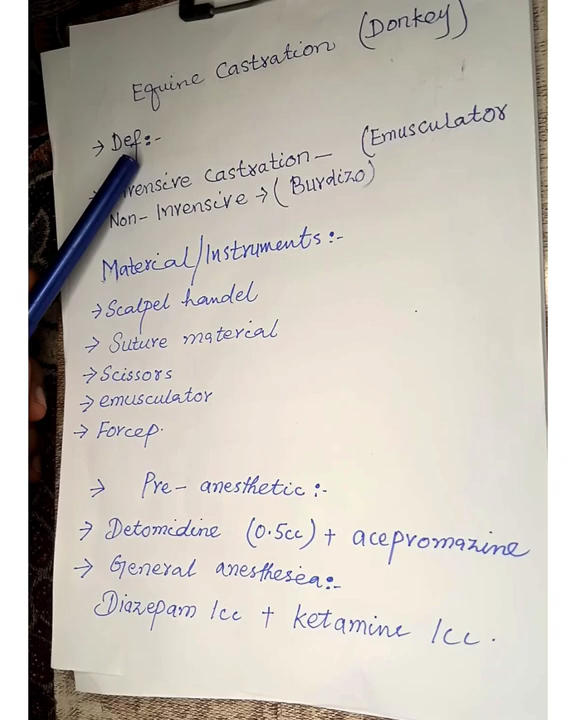 Equine Castration (Donkey)
→ Def:-
Invensive Castration - (Emusculator
Non-Invensive → (Burdizo)
Material/Instruments:-
→ Scalpel handel
→ Suture material
→ Scissors
→ emusculator
→ Forcep.
→ Pre-anesthetic:-
→ Detomidine (0.5cc) + acepromazine
→ General anesthesea:-
Diazepam 1cc + ketamine 1cc.